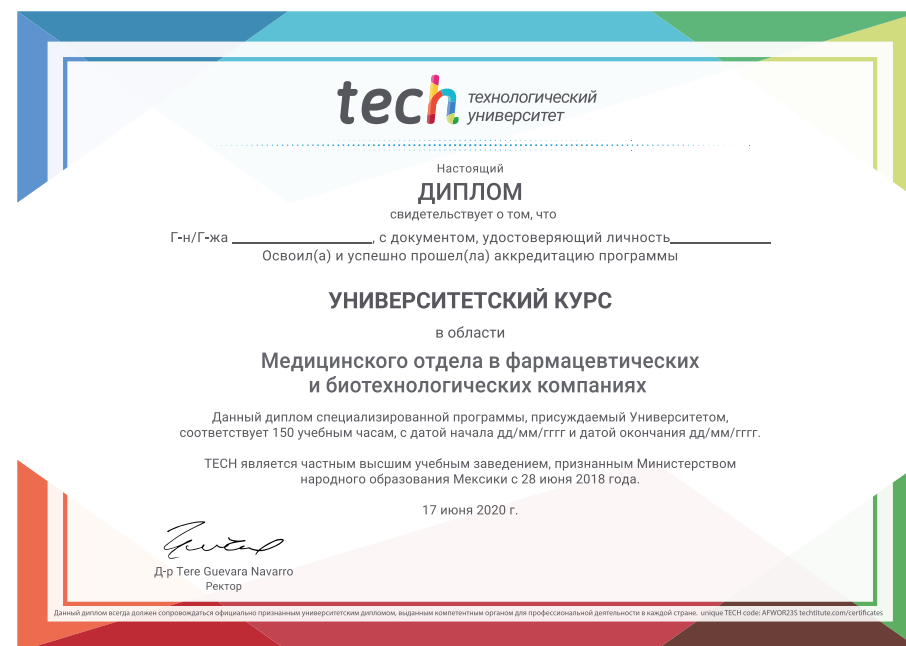 tech технологический
университет
Настоящий
ДИПЛОМ
свидетельствует о том, что
Г-н/Г-жа ____________________, с документом, удостоверяющий личность______________
Освоил(а) и успешно прошел(ла) аккредитацию программы
УНИВЕРСИТЕТСКИЙ КУРС
в области
Медицинского отдела в фармацевтических
и биотехнологических компаниях
Данный диплом специализированной программы, присуждаемый Университетом,
соответствует 150 учебным часам, с датой начала дд/мм/гггг и датой окончания дд/мм/гггг.
TECH является частным высшим учебным заведением, признанным Министерством
народного образования Мексики с 28 июня 2018 года.
17 июня 2020 г.
Д-р Tere Guevara Navarro
Ректор
Данный диплом всегда должен сопровождаться официально признанным университетским дипломом, выданным компетентным органом для профессиональной деятельности в каждой стране. unique TECH code: AFWOR23S techtitute.com/certificates